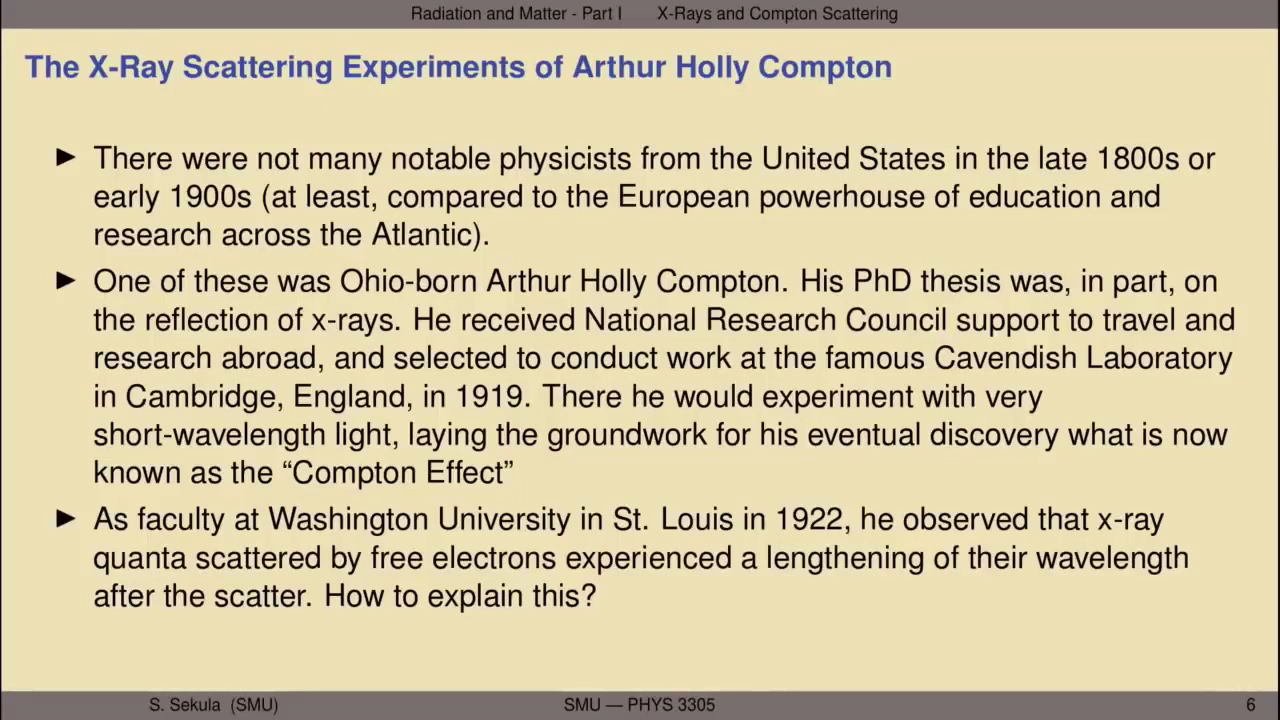 Radiation and Matter - Part I X-Rays and Compton Scattering
The X-Ray Scattering Experiments of Arthur Holly Compton
► There were not many notable physicists from the United States in the late 1800s or
early 1900s (at least, compared to the European powerhouse of education and
research across the Atlantic).
► One of these was Ohio-born Arthur Holly Compton. His PhD thesis was, in part, on
the reflection of x-rays. He received National Research Council support to travel and
research abroad, and selected to conduct work at the famous Cavendish Laboratory
in Cambridge, England, in 1919. There he would experiment with very
short-wavelength light, laying the groundwork for his eventual discovery what is now
known as the “Compton Effect”
► As faculty at Washington University in St. Louis in 1922, he observed that x-ray
quanta scattered by free electrons experienced a lengthening of their wavelength
after the scatter. How to explain this?
S. Sekula (SMU) SMU — PHYS 3305 6